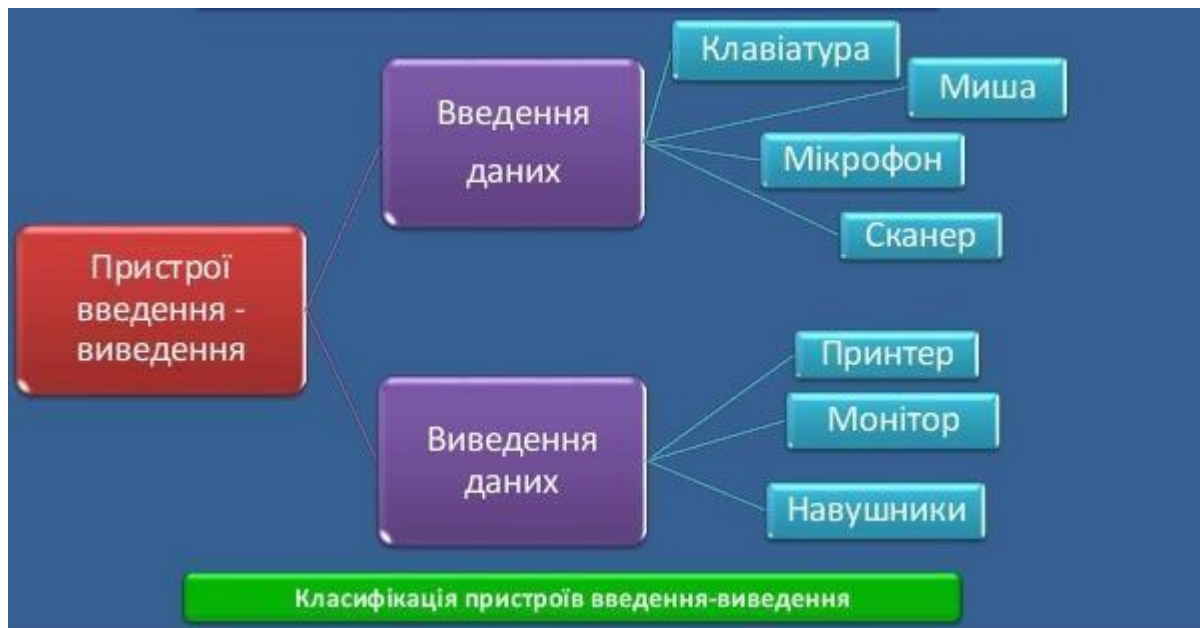 Пристрої
введення -
виведення
Введення
даних
Клавіатура
Миша
Мікрофон
Сканер
Виведення
даних
Принтер
Монітор
Навушники
Класифікація пристроїв введення-виведення